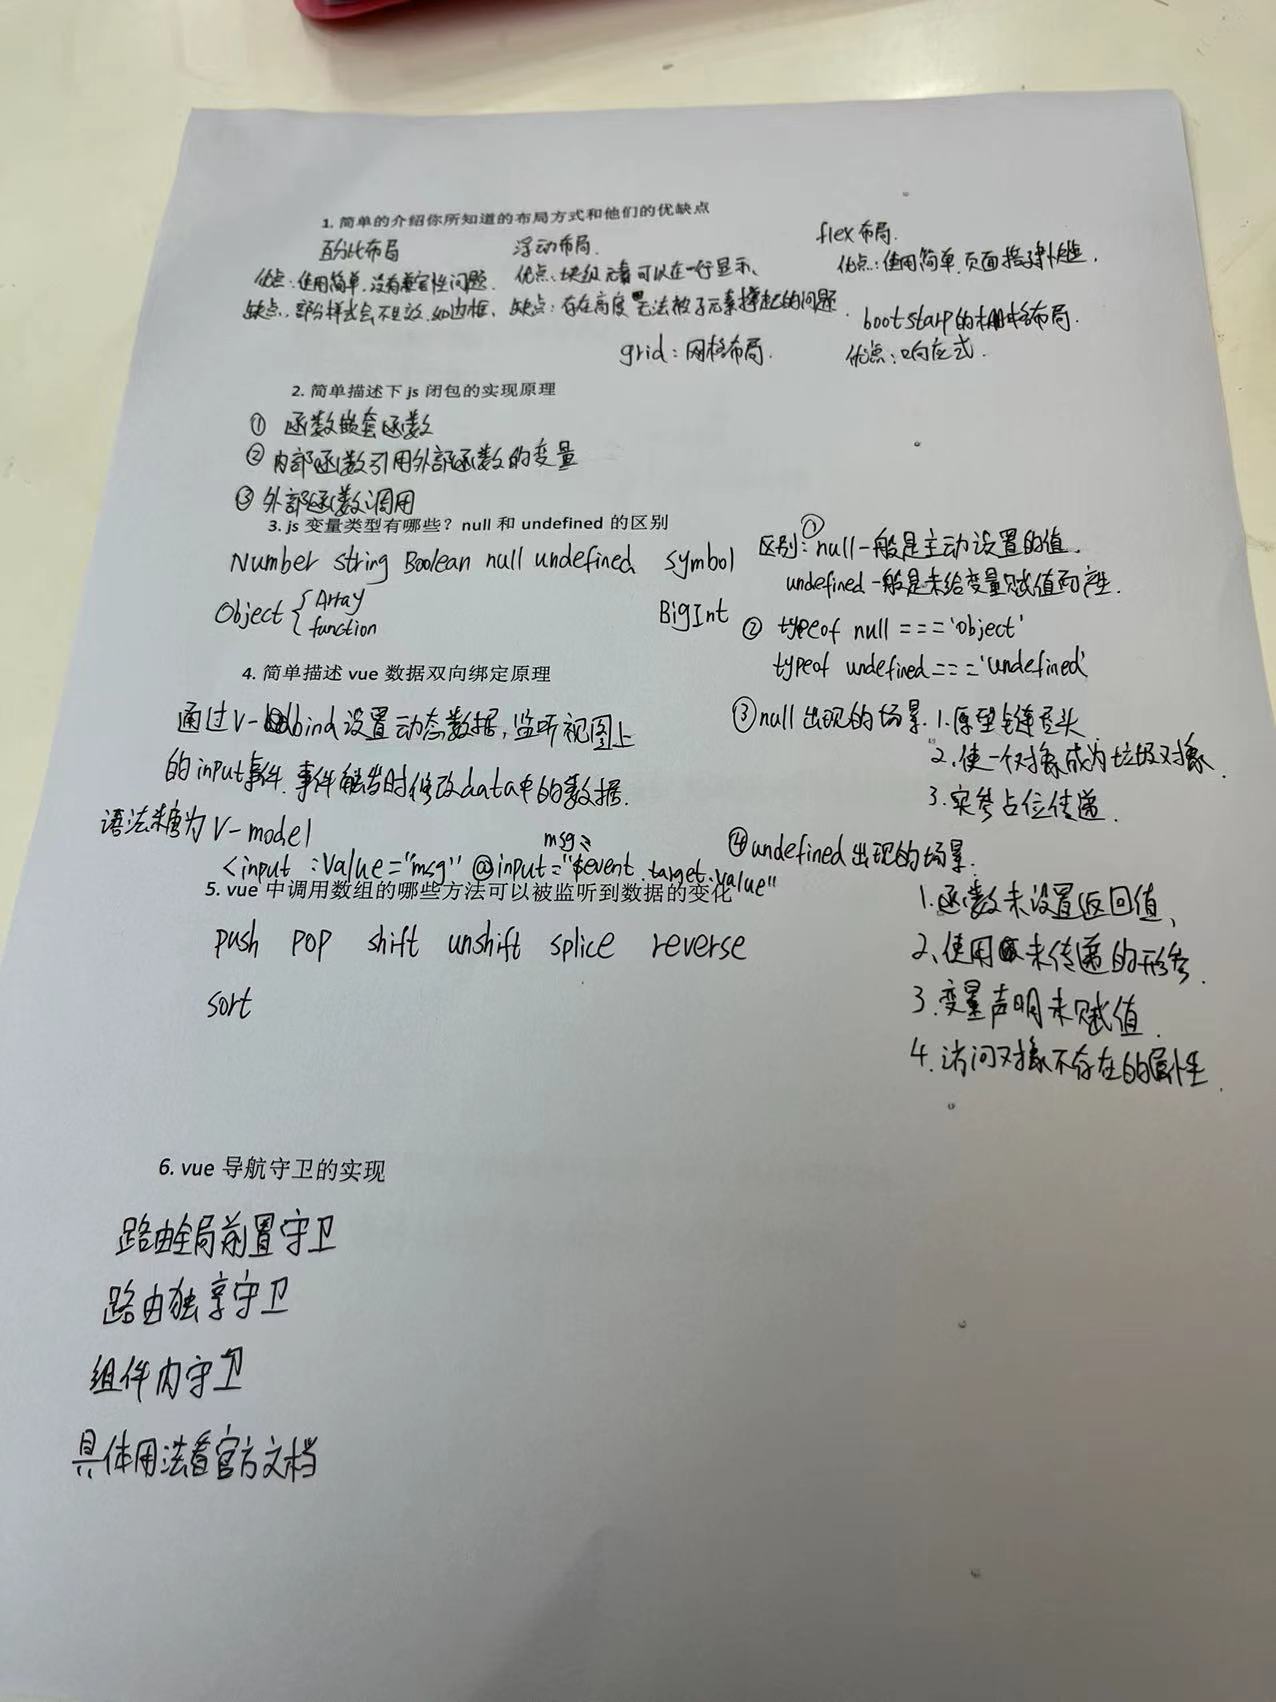 1. 简单的介绍你所知道的布局方式和他们的优缺点
百分比布局
优点：使用简单，没有兼容性问题.
缺点：部分样式会不生效.如边框、
浮动布局.
优点：块级元素可以在一行显示、
缺点：存在高度无法被子元素撑起的问题.
flex布局.
优点：使用简单.页面搭建快捷.
bootstarp的栅格布局.
优点：响应式.
grid：网格布局.
2. 简单描述下 js 闭包的实现原理
① 函数嵌套函数
② 内部函数引用外部函数的变量
③ 外部函数调用
3. js 变量类型有哪些？null 和 undefined 的区别
Number string Boolean null undefined symbol
Object { Array
function
BigInt
区别：① null一般是主动设置的值.
undefined一般是未给变量赋值而产生.
② typeof null === 'object'
typeof undefined === 'undefined'
③ null出现的场景. 1.原型链尽头
2.使一个对象成为垃圾对象.
3.实参占位传递.
④ undefined出现的场景.
1.函数未设置返回值、
2、使用未传递的形参.
3.变量声明未赋值.
4.访问对象不存在的属性.
4. 简单描述 vue 数据双向绑定原理
通过V-bind设置动态数据，监听视图上
的input事件.事件触发时修改data中的数据.
语法糖为V-model
msg=
<input :value="msg" @input="$event.target.value"
5. vue 中调用数组的哪些方法可以被监听到数据的变化
push pop shift unshift splice reverse
sort
6. vue 导航守卫的实现
路由全局前置守卫
路由独享守卫
组件内守卫
具体用法看官方文档